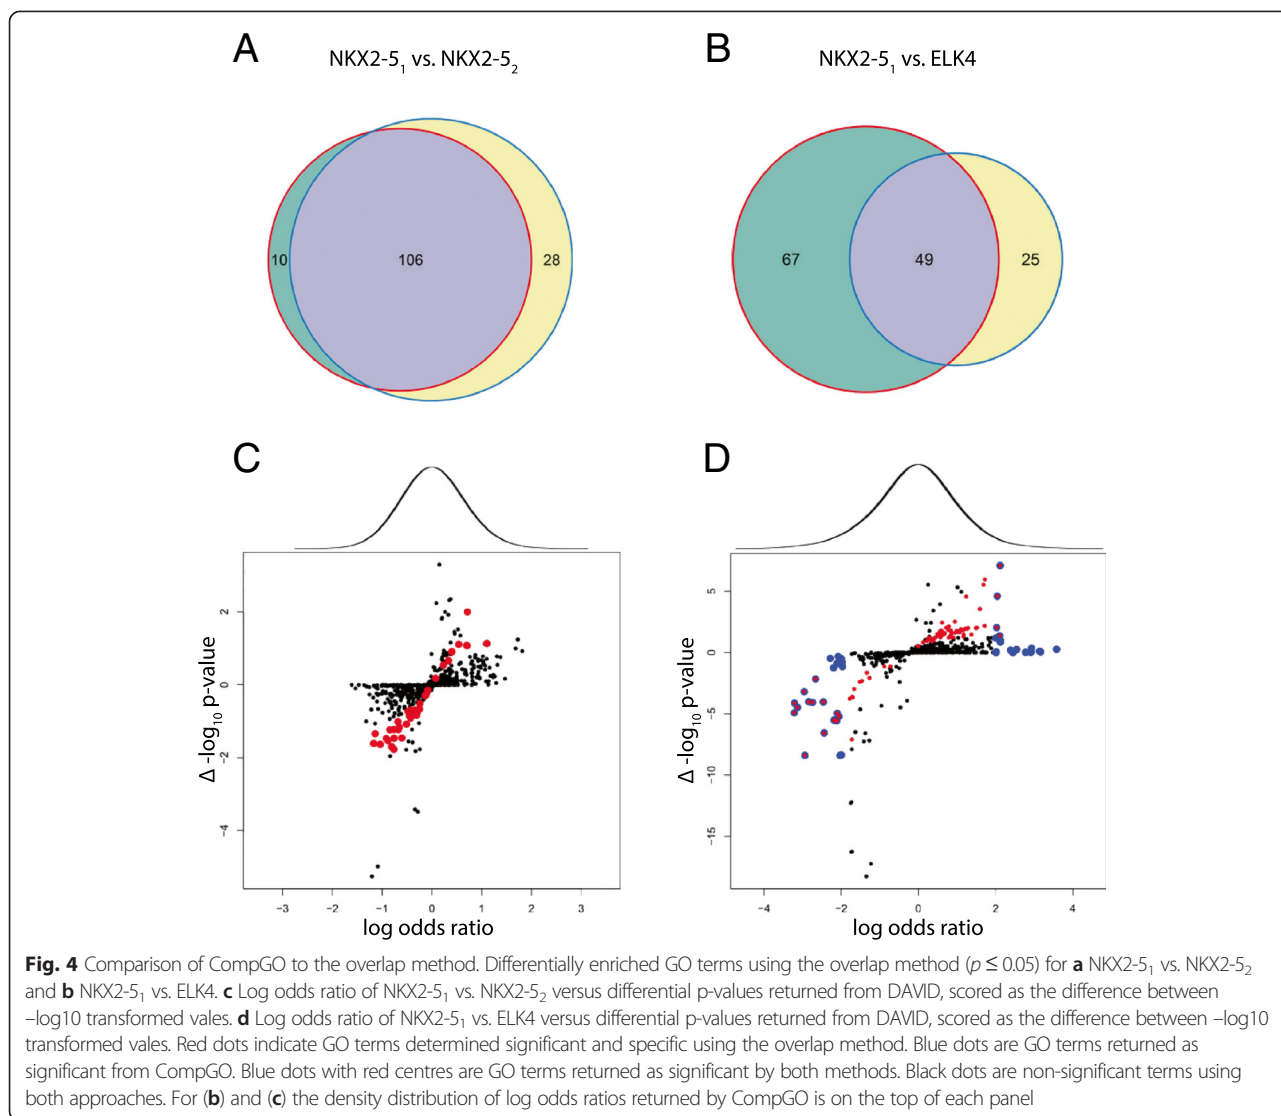 A
NKX2-5₁ vs. NKX2-5₂
B
NKX2-5₁ vs. ELK4
10
106
28
67
49
25
C
D
Δ -log₁₀ p-value
2
0
−2
−4
−3
−2
−1
0
1
2
3
log odds ratio
Δ -log₁₀ p-value
5
0
−5
−10
−15
−4
−2
0
2
4
log odds ratio
Fig. 4 Comparison of CompGO to the overlap method. Differentially enriched GO terms using the overlap method (p ≤ 0.05) for a NKX2-5₁ vs. NKX2-5₂
and b NKX2-5₁ vs. ELK4. c Log odds ratio of NKX2-5₁ vs. NKX2-5₂ versus differential p-values returned from DAVID, scored as the difference between
–log10 transformed vales. d Log odds ratio of NKX2-5₁ vs. ELK4 versus differential p-values returned from DAVID, scored as the difference between –log10
transformed vales. Red dots indicate GO terms determined significant and specific using the overlap method. Blue dots are GO terms returned as
significant from CompGO. Blue dots with red centres are GO terms returned as significant by both methods. Black dots are non-significant terms using
both approaches. For (b) and (c) the density distribution of log odds ratios returned by CompGO is on the top of each panel